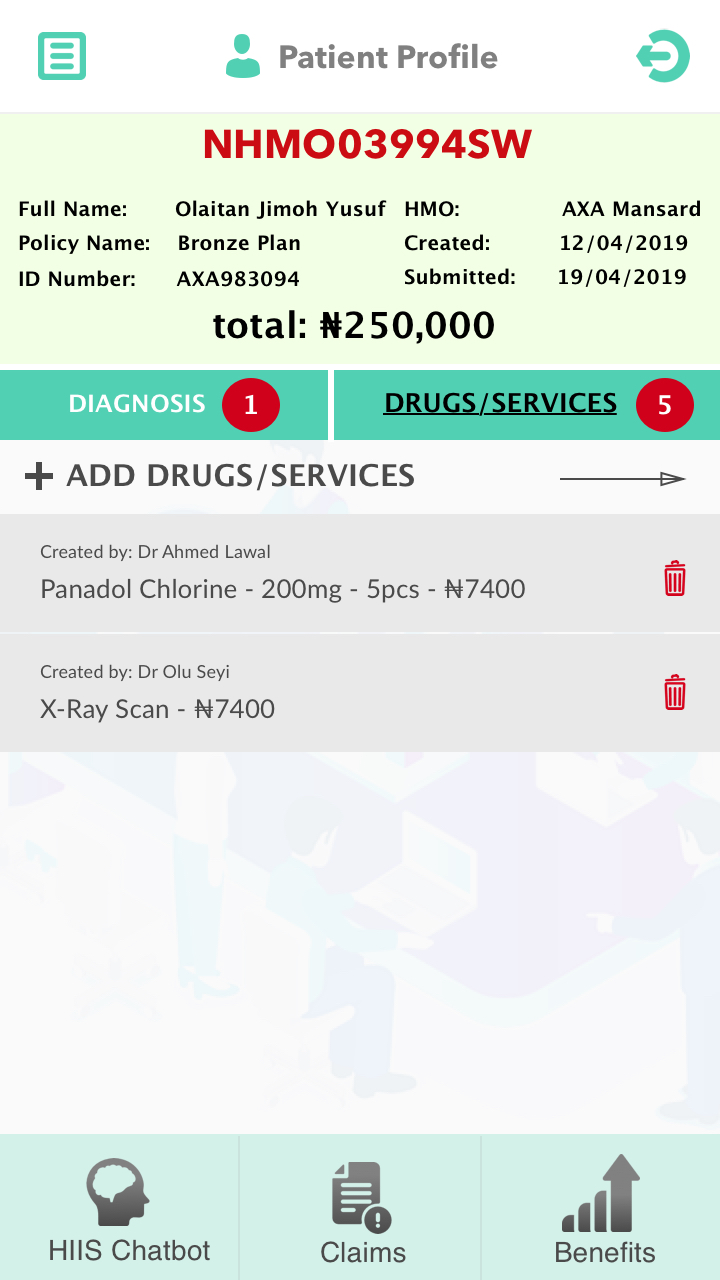 Patient Profile
NHMO03994SW
Full Name: Olaitan Jimoh Yusuf HMO: AXA Mansard
Policy Name: Bronze Plan Created: 12/04/2019
ID Number: AXA983094 Submitted: 19/04/2019
total: ₦250,000
DIAGNOSIS 1 DRUGS/SERVICES 5
ADD DRUGS/SERVICES
Created by: Dr Ahmed Lawal
Panadol Chlorine - 200mg - 5pcs - ₦7400
Created by: Dr Olu Seyi
X-Ray Scan - ₦7400
HIIS Chatbot Claims Benefits